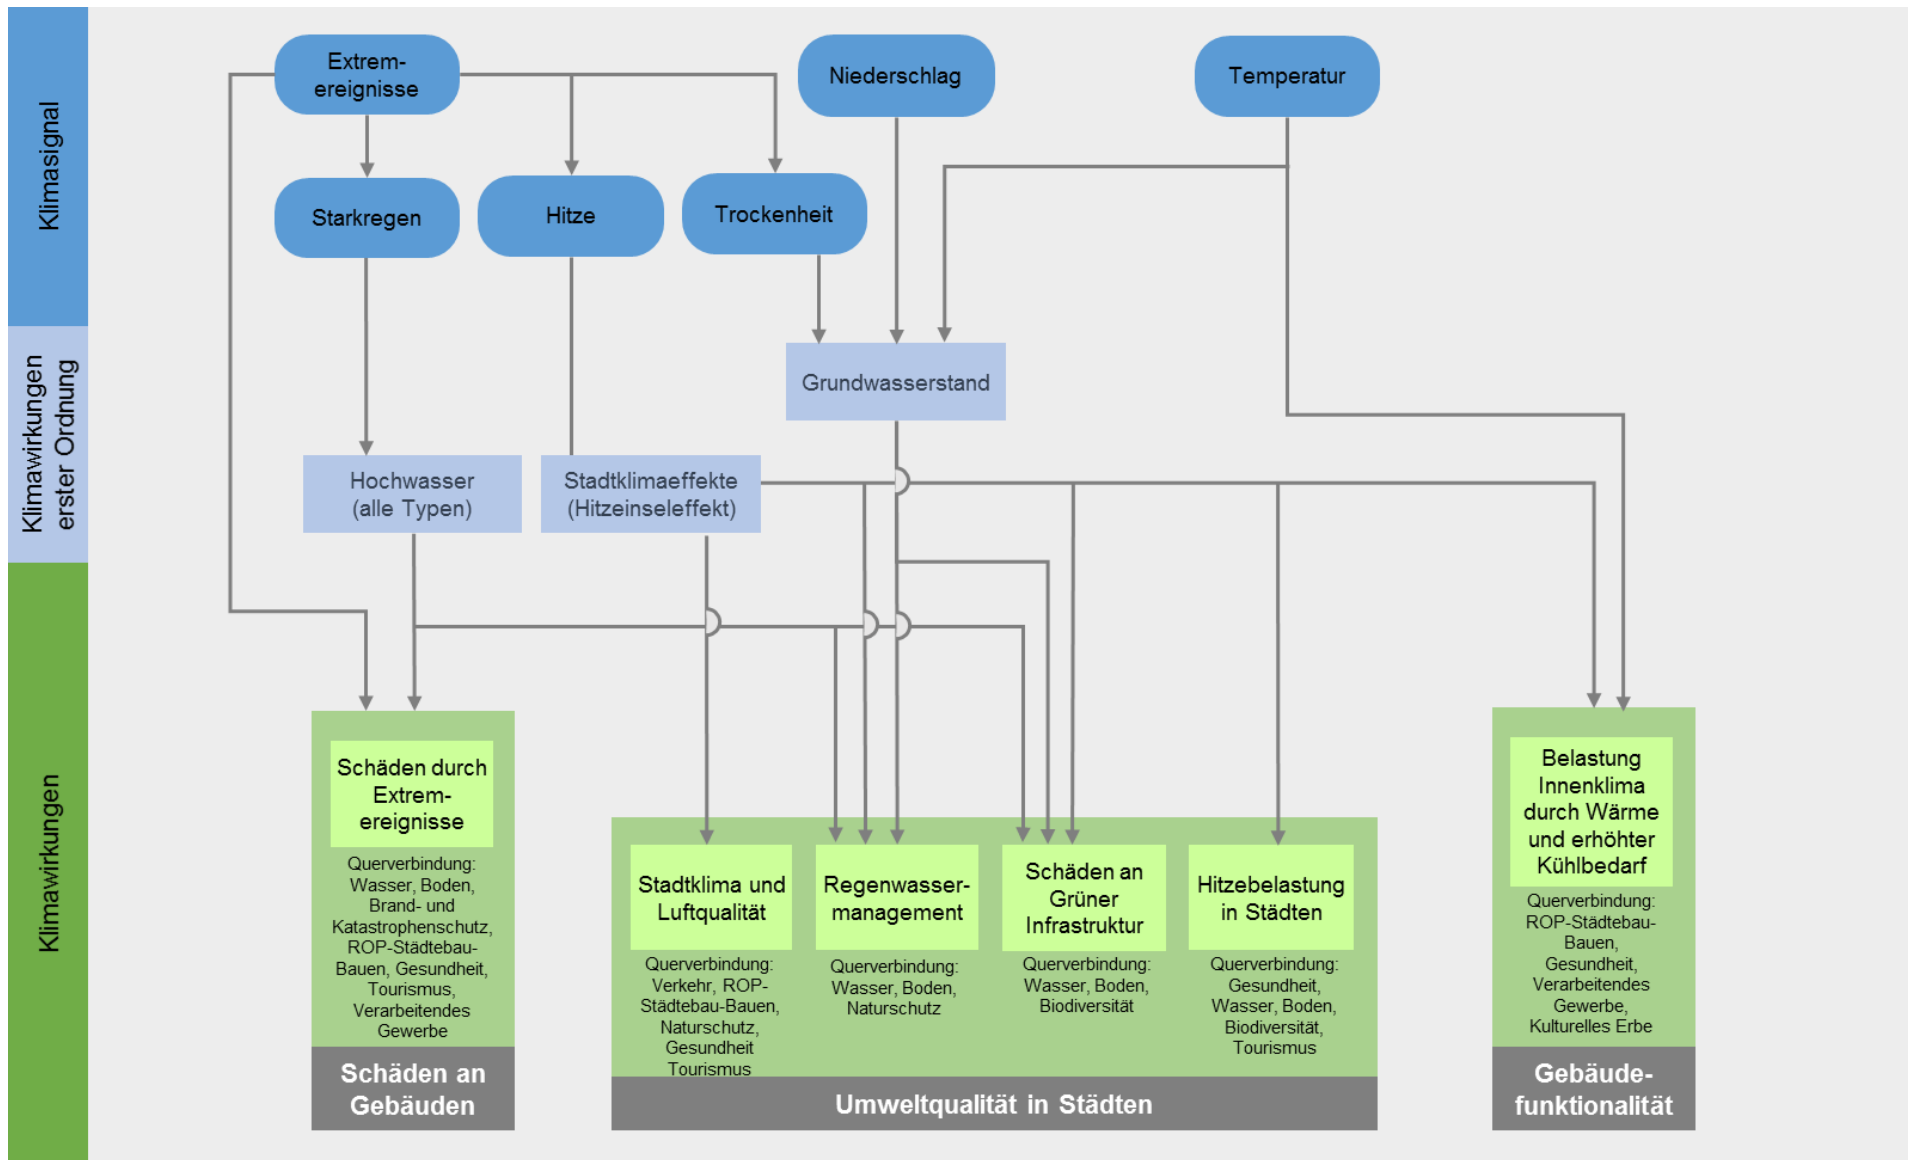 Klimasignal
Extrem-
ereignisse
Niederschlag
Temperatur
Starkregen
Hitze
Trockenheit
Klimawirkungen
erster Ordnung
Grundwasserstand
Hochwasser
(alle Typen)
Stadtklimaeffekte
(Hitzeinseleffekt)
Klimawirkungen
Schäden durch
Extrem-
ereignisse
Querverbindung:
Wasser, Boden,
Brand- und
Katastrophenschutz,
ROP-Städtebau-
Bauen, Gesundheit,
Tourismus,
Verarbeitendes
Gewerbe
Schäden an
Gebäuden
Stadtklima und
Luftqualität
Querverbindung:
Verkehr, ROP-
Städtebau-Bauen,
Naturschutz,
Gesundheit
Tourismus
Regenwasser-
management
Querverbindung:
Wasser, Boden,
Naturschutz
Schäden an
Grüner
Infrastruktur
Querverbindung:
Wasser, Boden,
Biodiversität
Hitzebelastung
in Städten
Querverbindung:
Gesundheit,
Wasser, Boden,
Biodiversität,
Tourismus
Umweltqualität in Städten
Belastung
Innenklima
durch Wärme
und erhöhter
Kühlbedarf
Querverbindung:
ROP-Städtebau-
Bauen,
Gesundheit,
Verarbeitendes
Gewerbe,
Kulturelles Erbe
Gebäude-
funktionalität